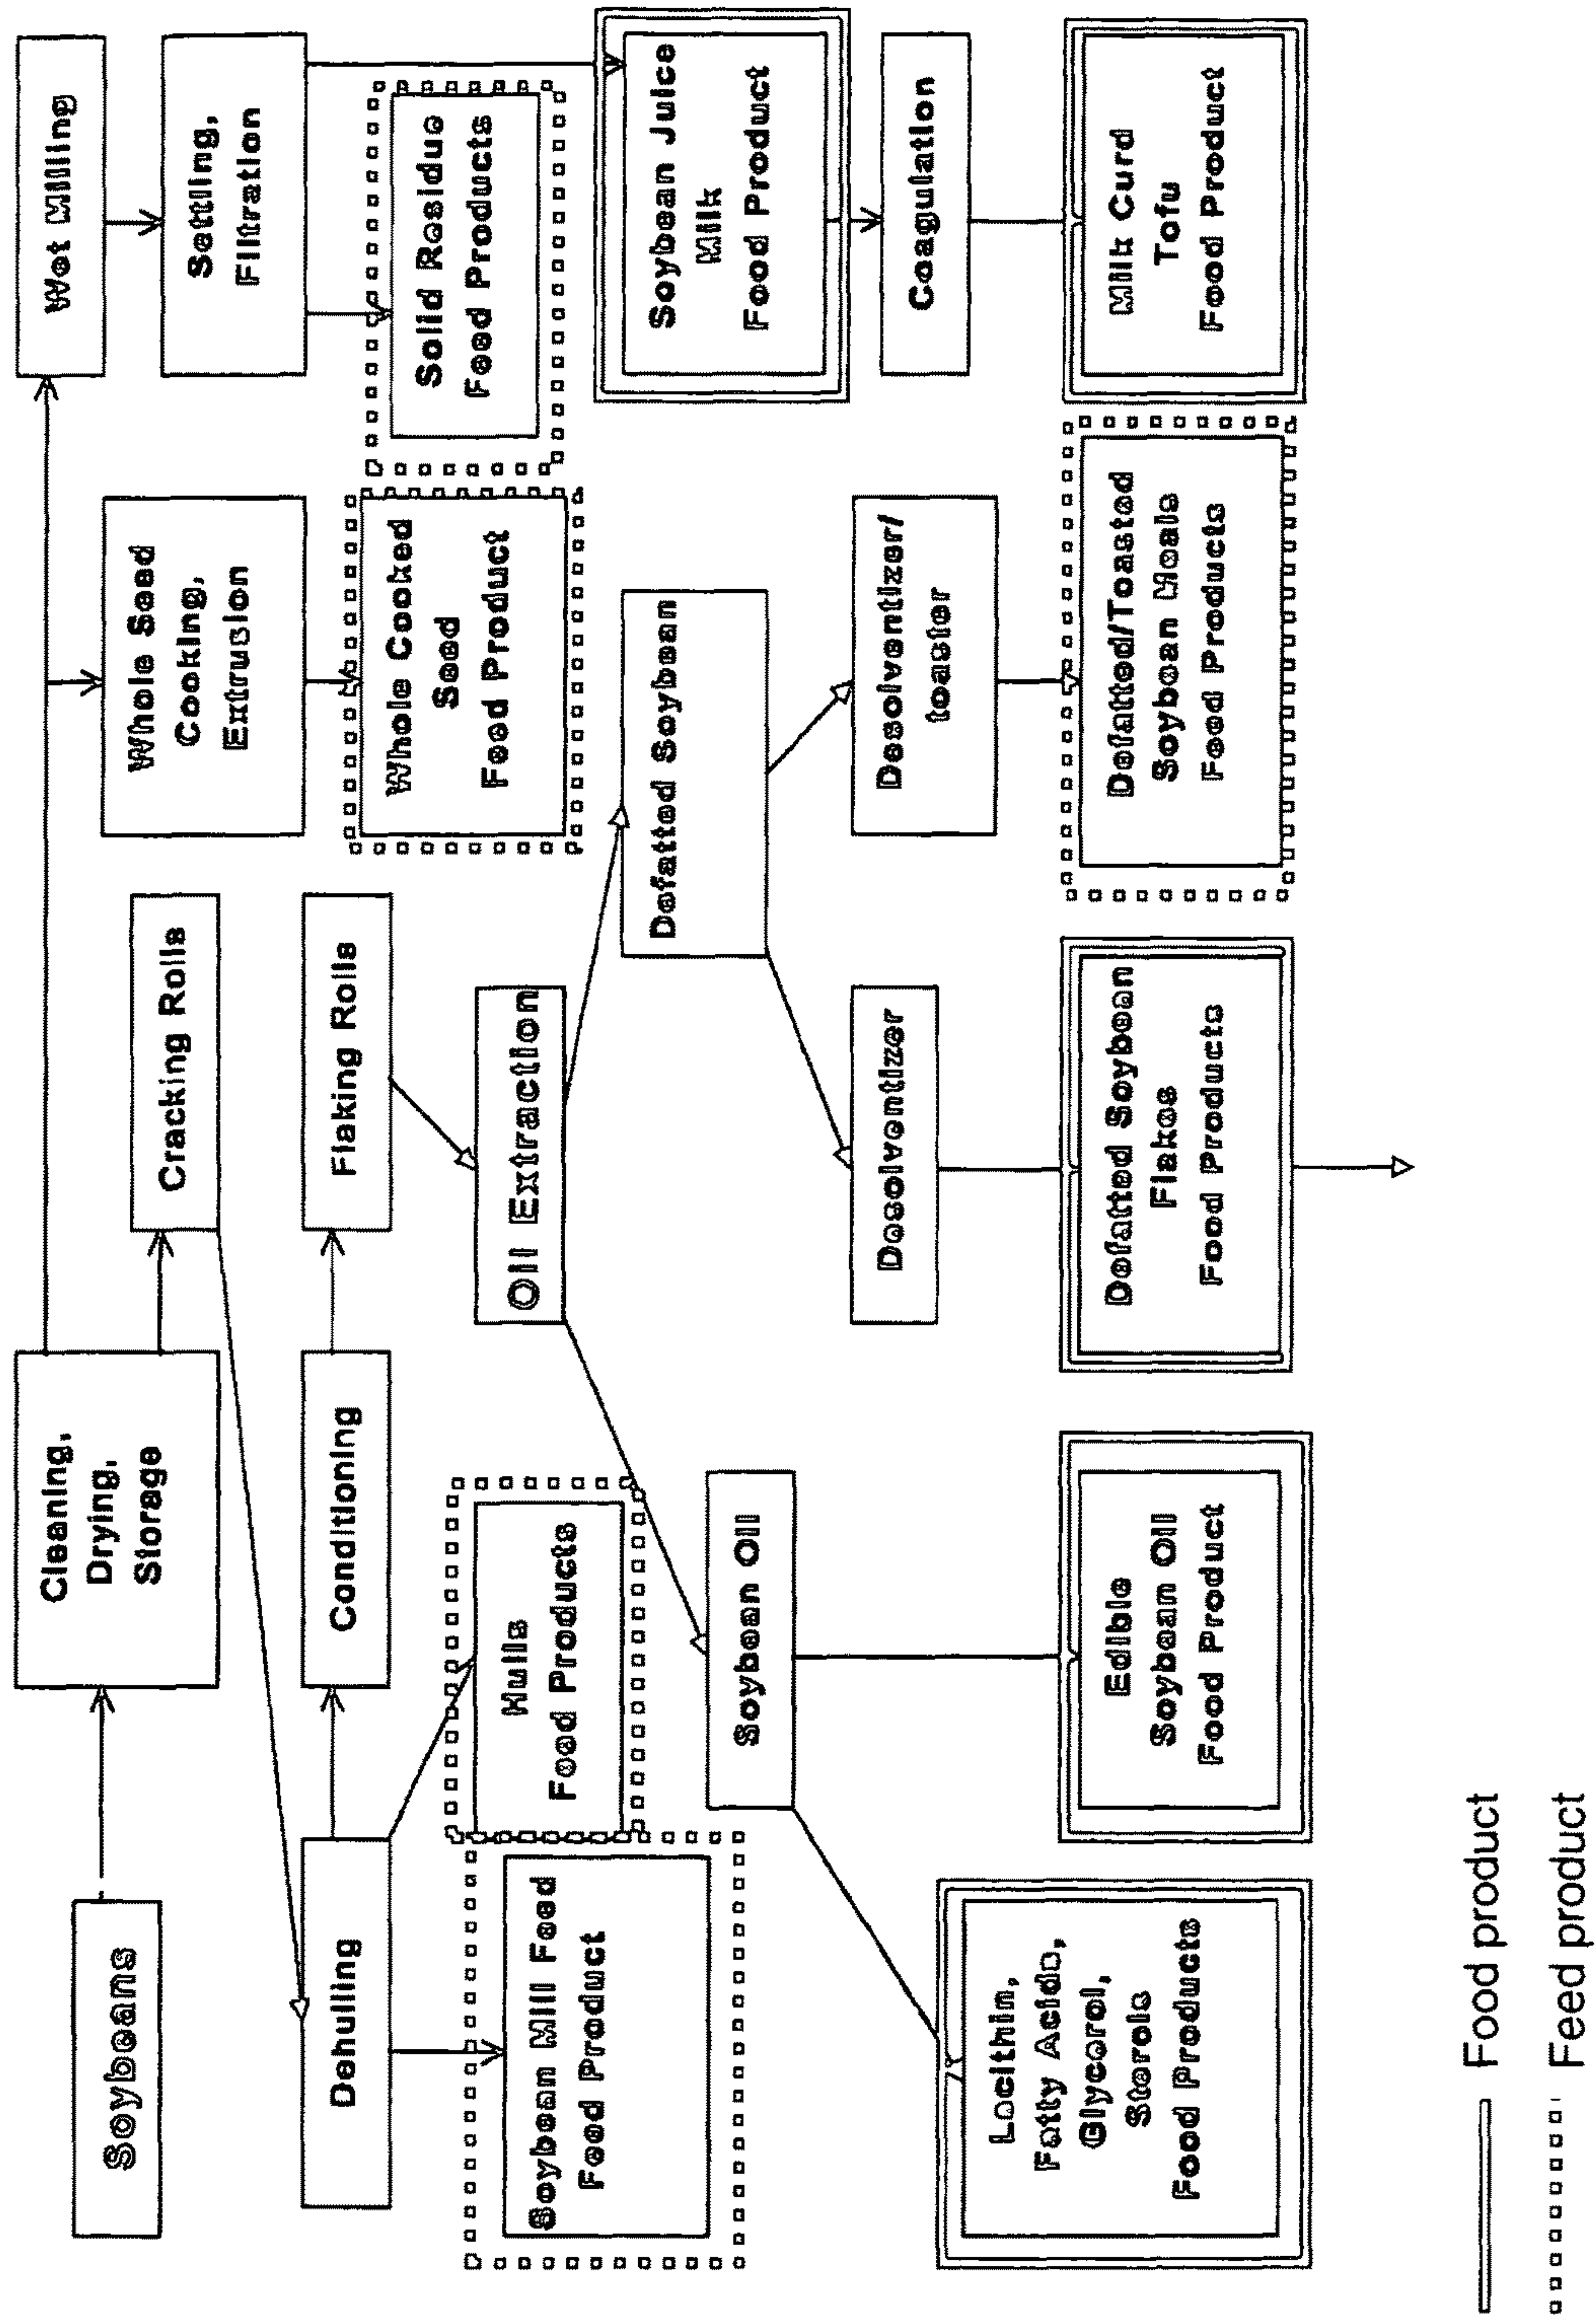 Soybeans
Cleaning,
Drying,
Storage
Wet Milling
Cracking Rolls
Whole Seed
Cooking,
Extrusion
Settling,
Filtration
Dehulling
Conditioning
Flaking Rolls
Whole Cooked
Seed
Feed Product
Solid Residue
Feed Products
Soybean Mill Feed
Feed Product
Hulls
Feed Products
Oil Extraction
Defatted Soybean
Soybean Juice
Milk
Food Product
Soybean Oil
Desolventizer
Desolventizer/
toaster
Coagulation
Lecithin,
Fatty Acids,
Glycerol,
Sterols
Food Products
Edible
Soybean Oil
Food Product
Defatted Soybean
Flakes
Food Products
Defatted/Toasted
Soybean Meals
Feed Products
Milk Curd
Tofu
Food Product
Food product
Feed product